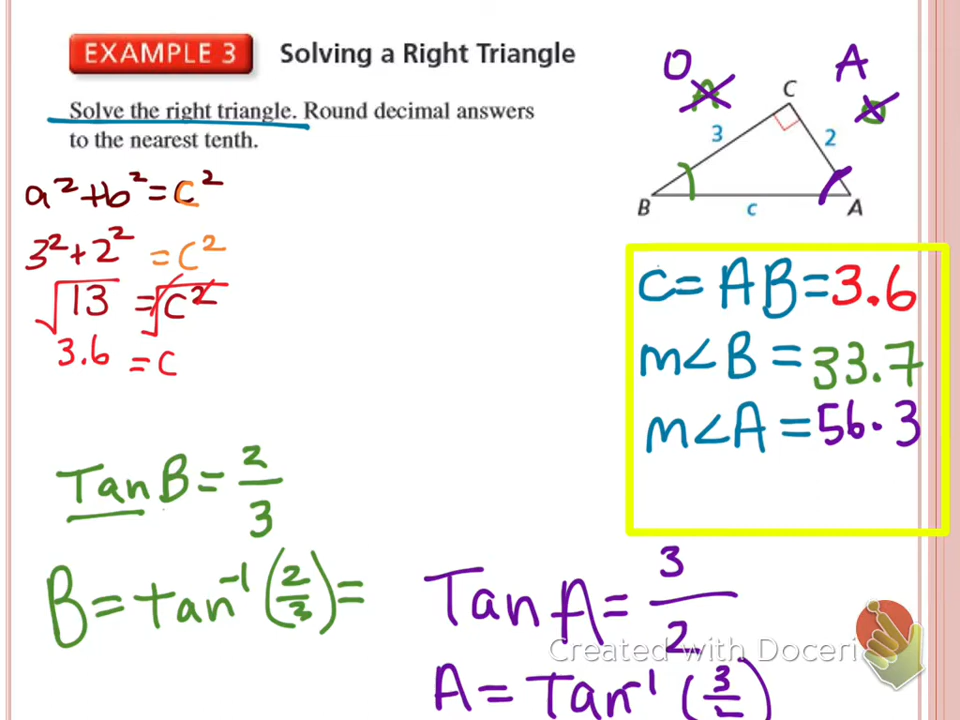 EXAMPLE 3 Solving a Right Triangle
Solve the right triangle. Round decimal answers
to the nearest tenth.
O A
A O
C
3 2
B c A
a²+b²=c²
3²+2²=c²
√13=√c²
3.6=c
c=AB=3.6
m∠B=33.7
m∠A=56.3
Tan B=2/3
B=tan⁻¹(2/3)=
Tan A=3/2
A=Tan⁻¹(3/
Created with Doceri